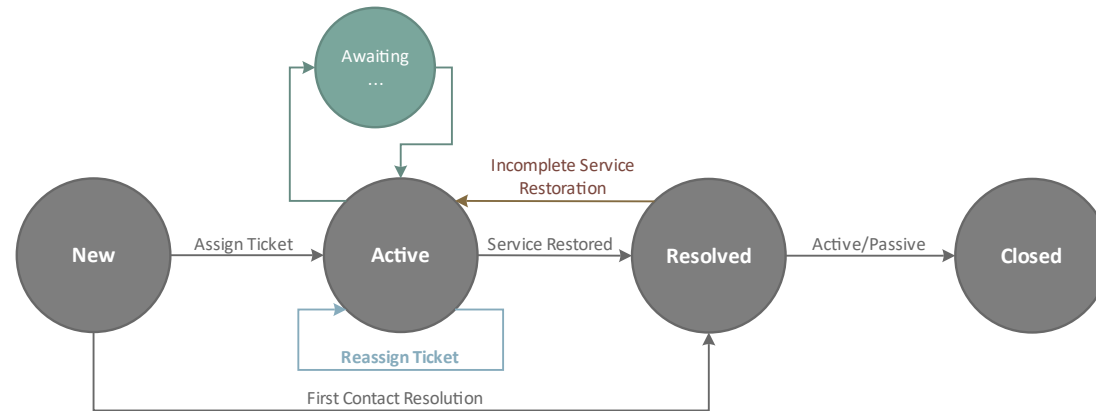 Awaiting
...
Incomplete Service
Restoration
New
Assign Ticket
Active
Service Restored
Resolved
Active/Passive
Closed
Reassign Ticket
First Contact Resolution